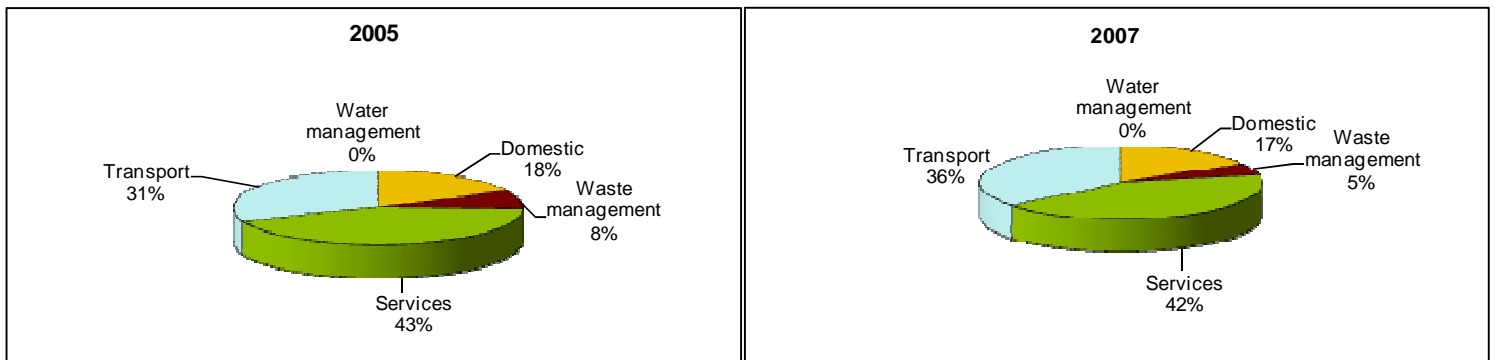 2005
Water
management
0%
Domestic
18%
Transport
31%
Waste
management
8%
Services
43%
2007
Water
management
0%
Domestic
17%
Waste
management
5%
Transport
36%
Services
42%